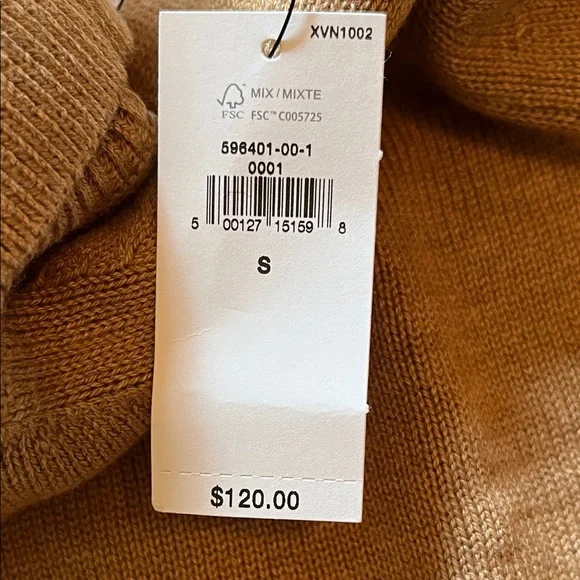 XVN1002
MIX / MIXTE
FSC FSC™ C005725
596401-00-1
0001
5 00127 15159 8
S
$120.00